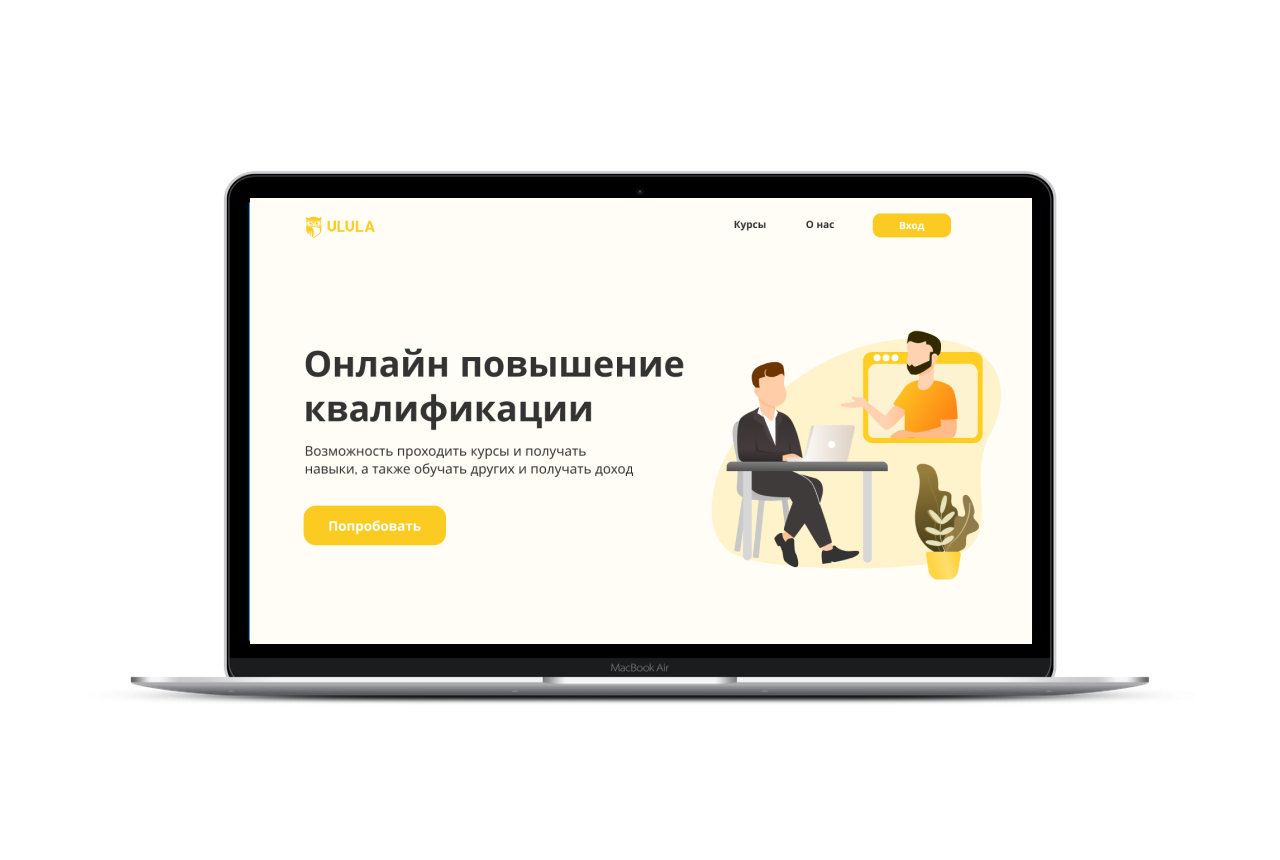 ULULA
Курсы
О нас
Вход
Онлайн повышение
квалификации
Возможность проходить курсы и получать
навыки, а также обучать других и получать доход
Попробовать
MacBook Air